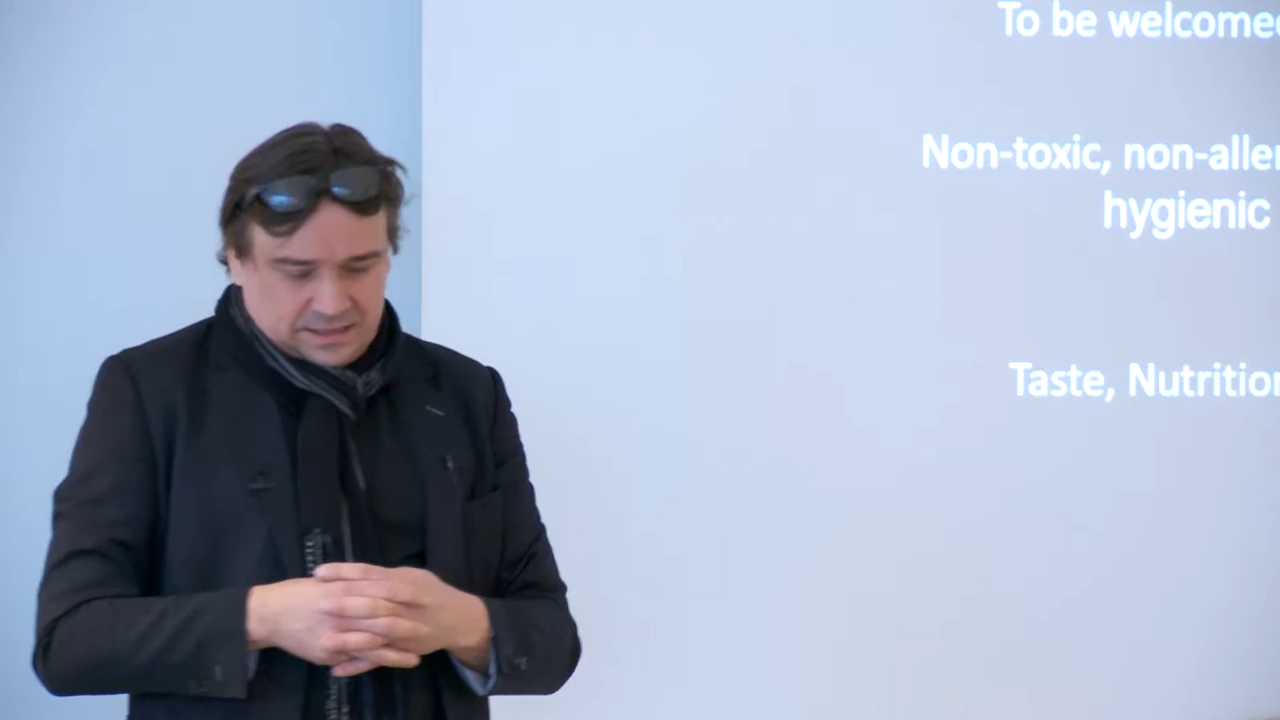 To be welcomed
Non-toxic, non-aller
hygienic
Taste, Nutrition